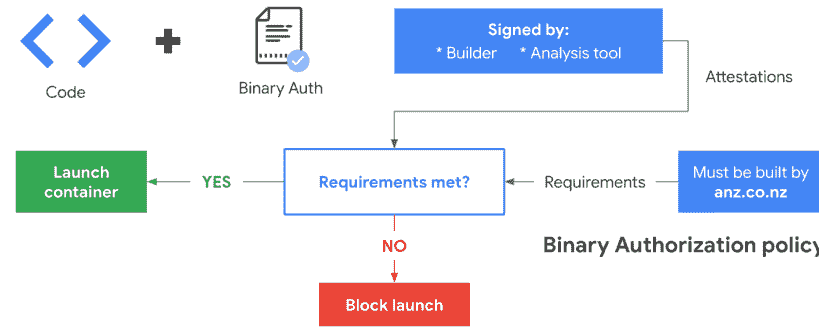 Signed by:
* Builder * Analysis tool
Code
Binary Auth
Attestations
Launch
container
YES
Requirements met?
Requirements
Must be built by
anz.co.nz
NO
Binary Authorization policy
Block launch